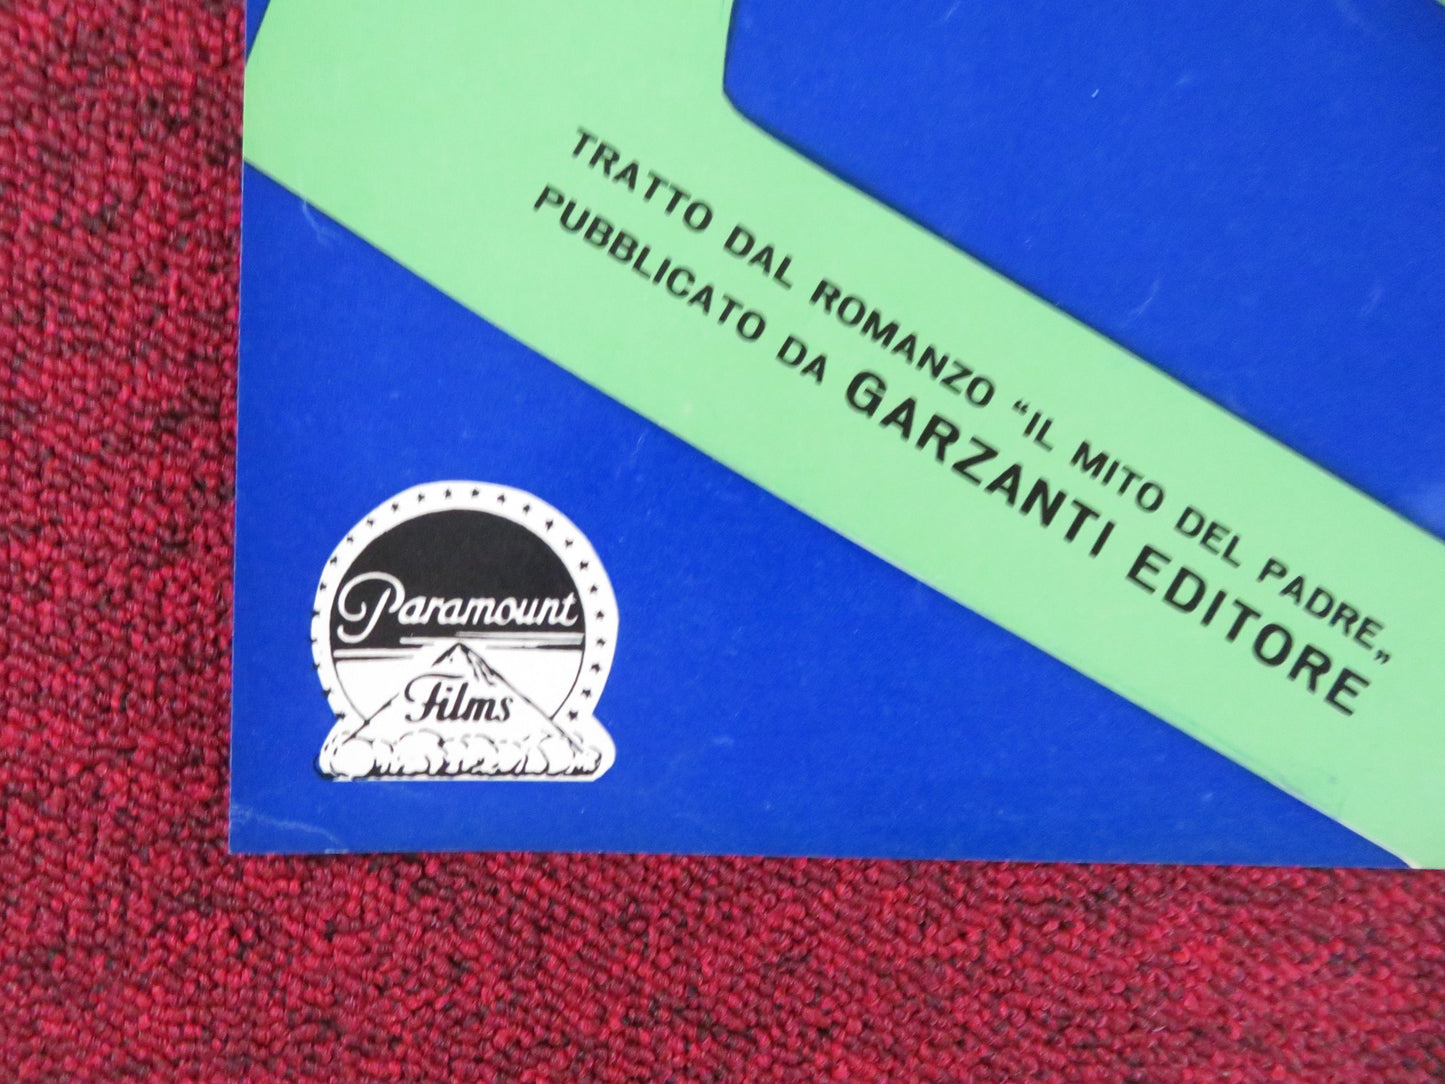 TRATTO DAL ROMANZO “IL MITO DEL PADRE„
PUBBLICATO DA GARZANTI EDITORE
Paramount
Films